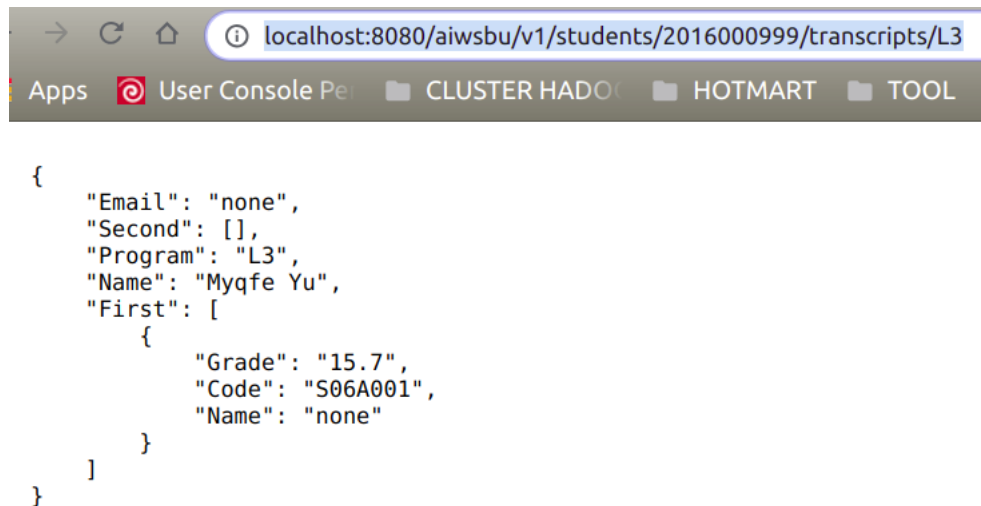 localhost:8080/aiwsbu/v1/students/2016000999/transcripts/L3
Apps User Console Pe CLUSTER HADO HOTMART TOOL
{
    "Email": "none",
    "Second": [],
    "Program": "L3",
    "Name": "Myqfe Yu",
    "First": [
        {
            "Grade": "15.7",
            "Code": "S06A001",
            "Name": "none"
        }
    ]
}